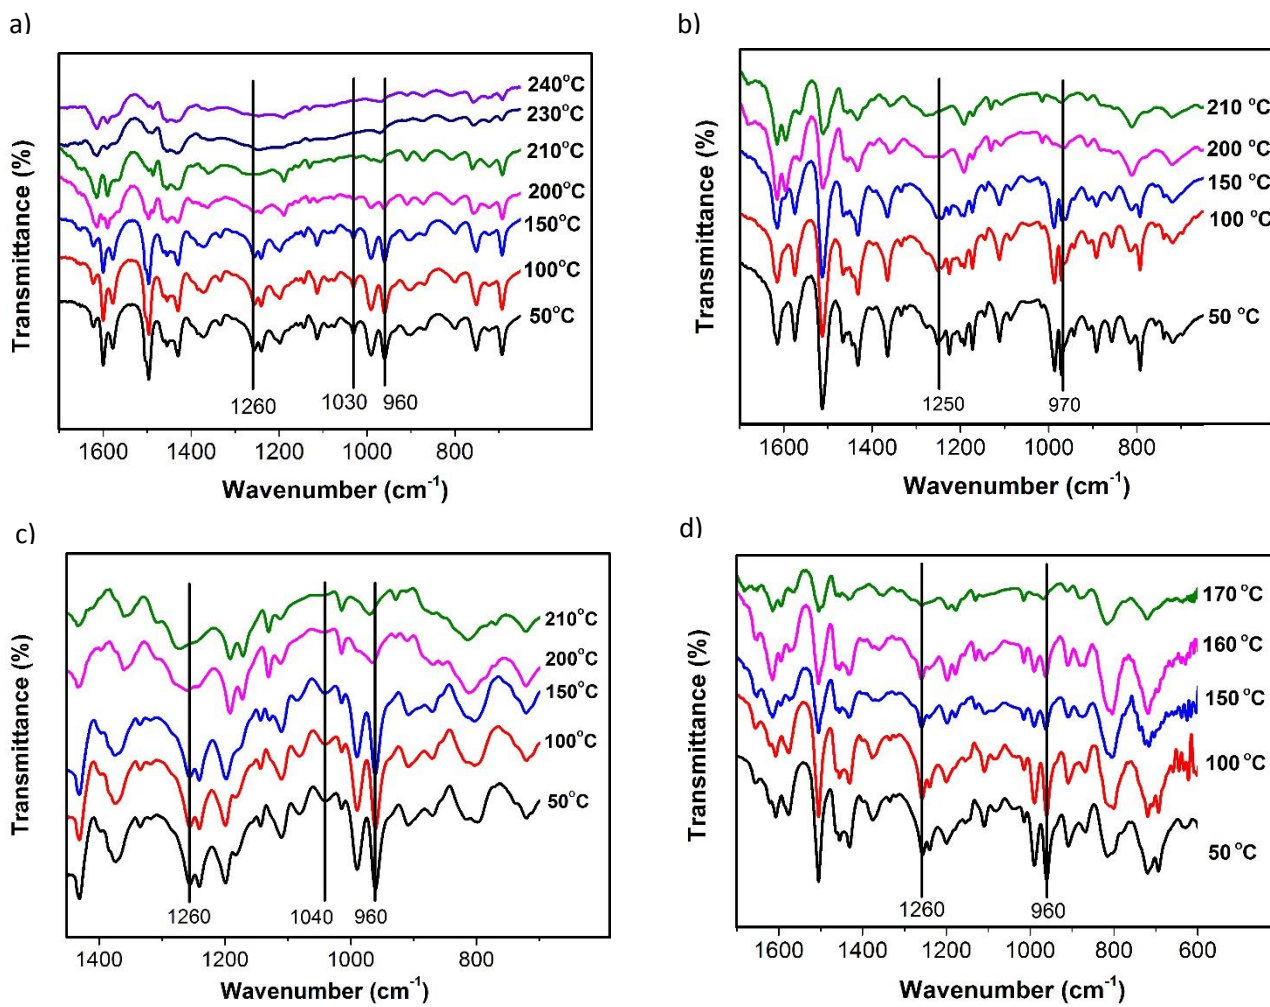 a)
240°C
230°C
210°C
200°C
150°C
100°C
50°C
1260
1030
960
1600 1400 1200 1000 800
Transmittance (%)
Wavenumber (cm⁻¹)
b)
210 °C
200 °C
150 °C
100 °C
50 °C
1250
970
1600 1400 1200 1000 800
Transmittance (%)
Wavenumber (cm⁻¹)
c)
210°C
200°C
150°C
100°C
50°C
1260
1040
960
1400 1200 1000 800
Transmittance (%)
Wavenumber (cm⁻¹)
d)
170 °C
160 °C
150 °C
100 °C
50 °C
1260
960
1600 1400 1200 1000 800 600
Transmittance (%)
Wavenumber (cm⁻¹)